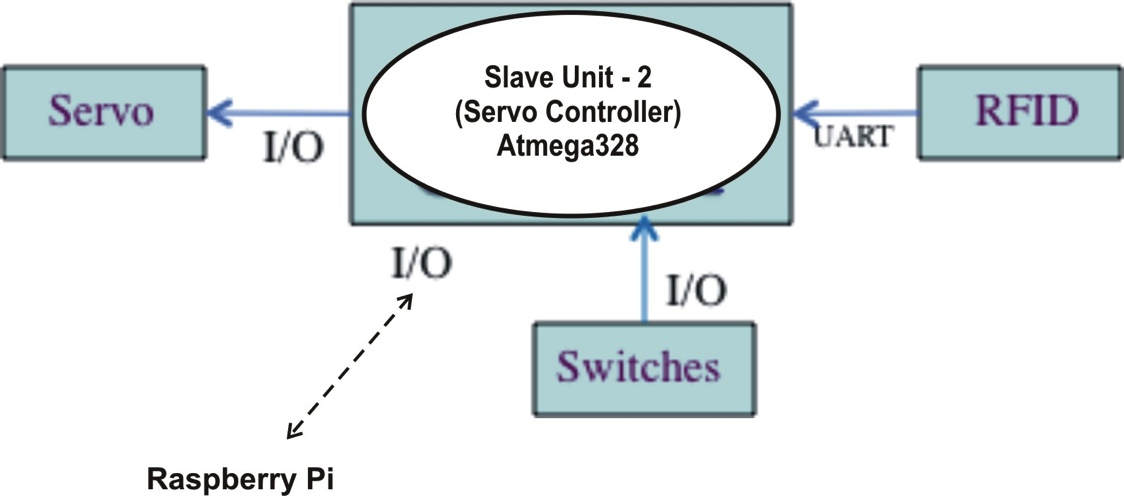 Slave Unit - 2
(Servo Controller)
Atmega328
Servo
RFID
I/O
UART
I/O
I/O
Switches
Raspberry Pi